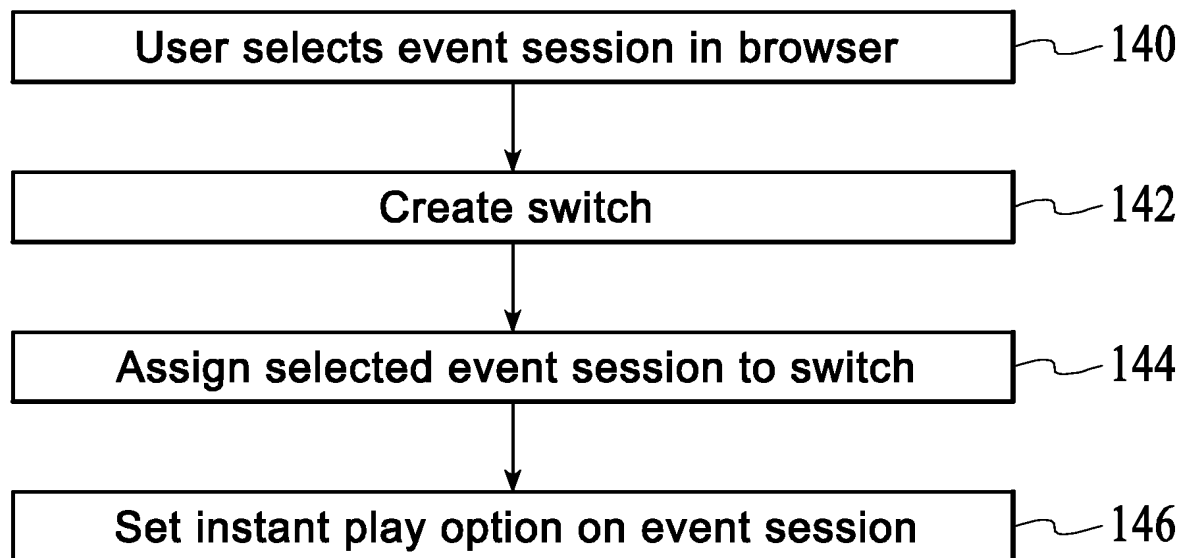 User selects event session in browser 140
Create switch 142
Assign selected event session to switch 144
Set instant play option on event session 146